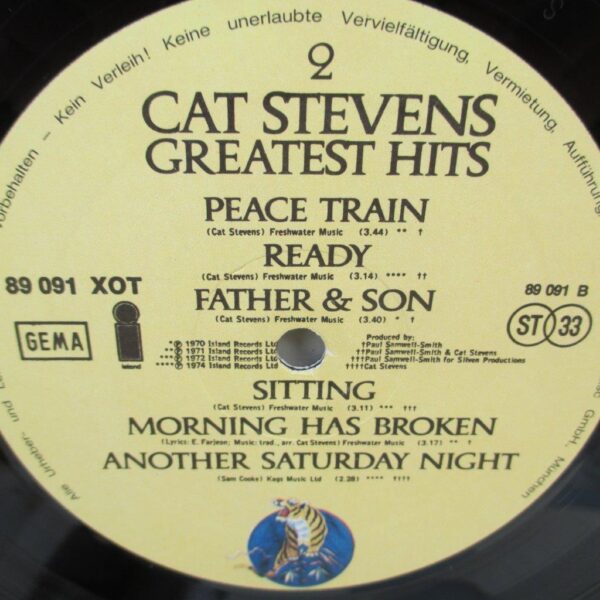 Vorbehalten – Kein Verleih! Keine unerlaubte Vervielfältigung, Vermietung, Aufführung,
2
CAT STEVENS
GREATEST HITS
PEACE TRAIN
(Cat Stevens) Freshwater Music (3.44) ** †
READY
(Cat Stevens) Freshwater Music (3.14) **** ††
FATHER & SON
(Cat Stevens) Freshwater Music (3.40) * †
89 091 XOT
89 091 B
GEMA
i
island
ST 33
* ℗ 1970 Island Records Ltd
** ℗ 1971 Island Records Ltd
*** ℗ 1972 Island Records Ltd
**** ℗ 1974 Island Records Ltd
Produced by:
†Paul Samwell-Smith
††Paul Samwell-Smith & Cat Stevens
†††Paul Samwell-Smith for Silven Productions
††††Cat Stevens
SITTING
(Cat Stevens) Freshwater Music (3.11) *** †††
MORNING HAS BROKEN
(Lyrics: E. Farjeon; Music: trad., arr. Cat Stevens) Freshwater Music (3.17) ** †
ANOTHER SATURDAY NIGHT
(Sam Cooke) Kags Music Ltd (2.28) **** ††††
Alle Urheber- und
GmbH, München